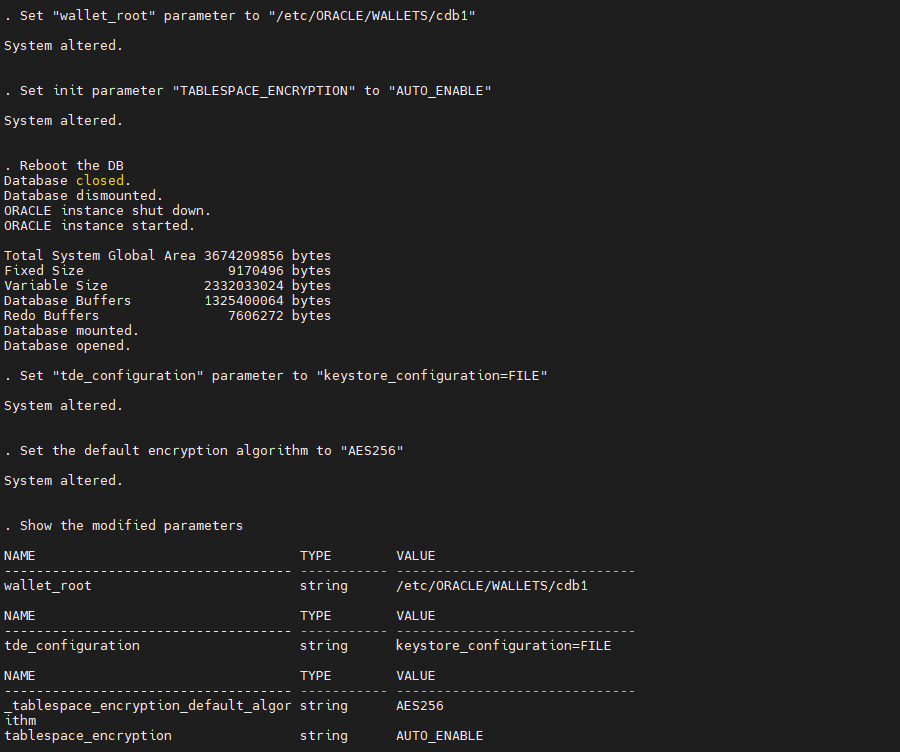 . Set "wallet_root" parameter to "/etc/ORACLE/WALLETS/cdb1"
System altered.
. Set init parameter "TABLESPACE_ENCRYPTION" to "AUTO_ENABLE"
System altered.
. Reboot the DB
Database closed.
Database dismounted.
ORACLE instance shut down.
ORACLE instance started.
Total System Global Area 3674209856 bytes
Fixed Size                  9170496 bytes
Variable Size            2332033024 bytes
Database Buffers         1325400064 bytes
Redo Buffers                7606272 bytes
Database mounted.
Database opened.
. Set "tde_configuration" parameter to "keystore_configuration=FILE"
System altered.
. Set the default encryption algorithm to "AES256"
System altered.
. Show the modified parameters
NAME                                 TYPE        VALUE
------------------------------------ ----------- ------------------------------
wallet_root                          string      /etc/ORACLE/WALLETS/cdb1
NAME                                 TYPE        VALUE
------------------------------------ ----------- ------------------------------
tde_configuration                    string      keystore_configuration=FILE
NAME                                 TYPE        VALUE
------------------------------------ ----------- ------------------------------
_tablespace_encryption_default_algor string      AES256
ithm
tablespace_encryption                string      AUTO_ENABLE